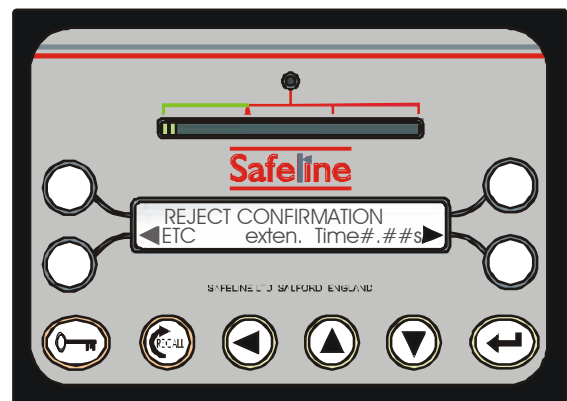 Safeline
REJECT CONFIRMATION
ETC exten. Time#.##s
SAFELINE LTD SALFORD ENGLAND
RECALL